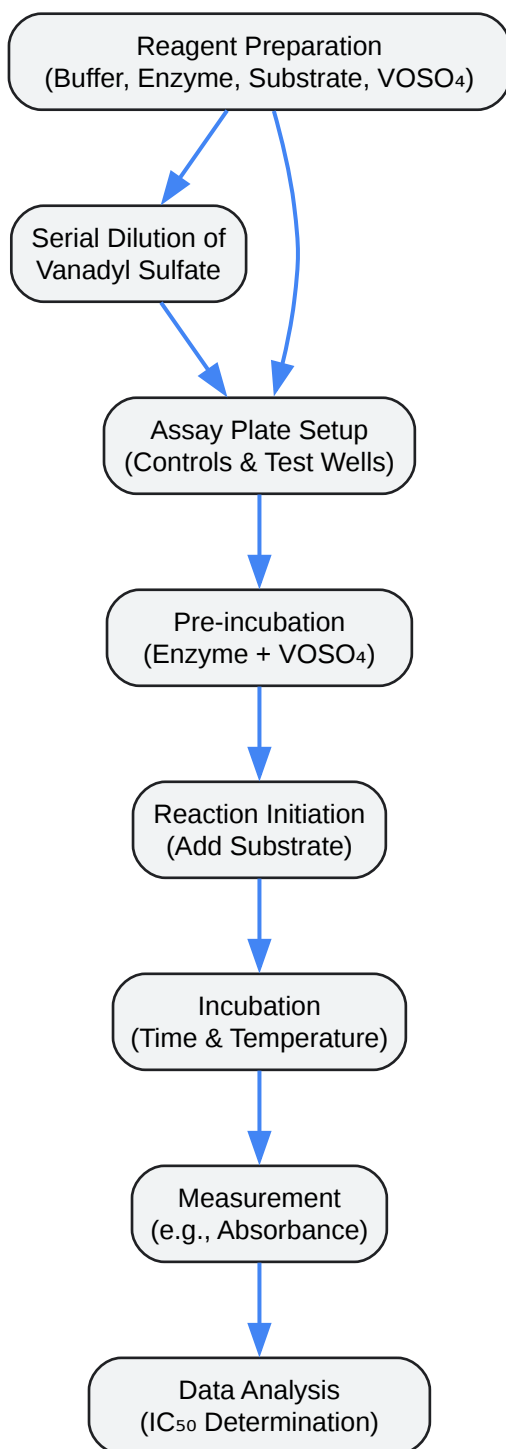 Reagent Preparation
(Buffer, Enzyme, Substrate, VOSO₄)
Serial Dilution of
Vanadyl Sulfate
Assay Plate Setup
(Controls & Test Wells)
Pre-incubation
(Enzyme + VOSO₄)
Reaction Initiation
(Add Substrate)
Incubation
(Time & Temperature)
Measurement
(e.g., Absorbance)
Data Analysis
(IC₅₀ Determination)